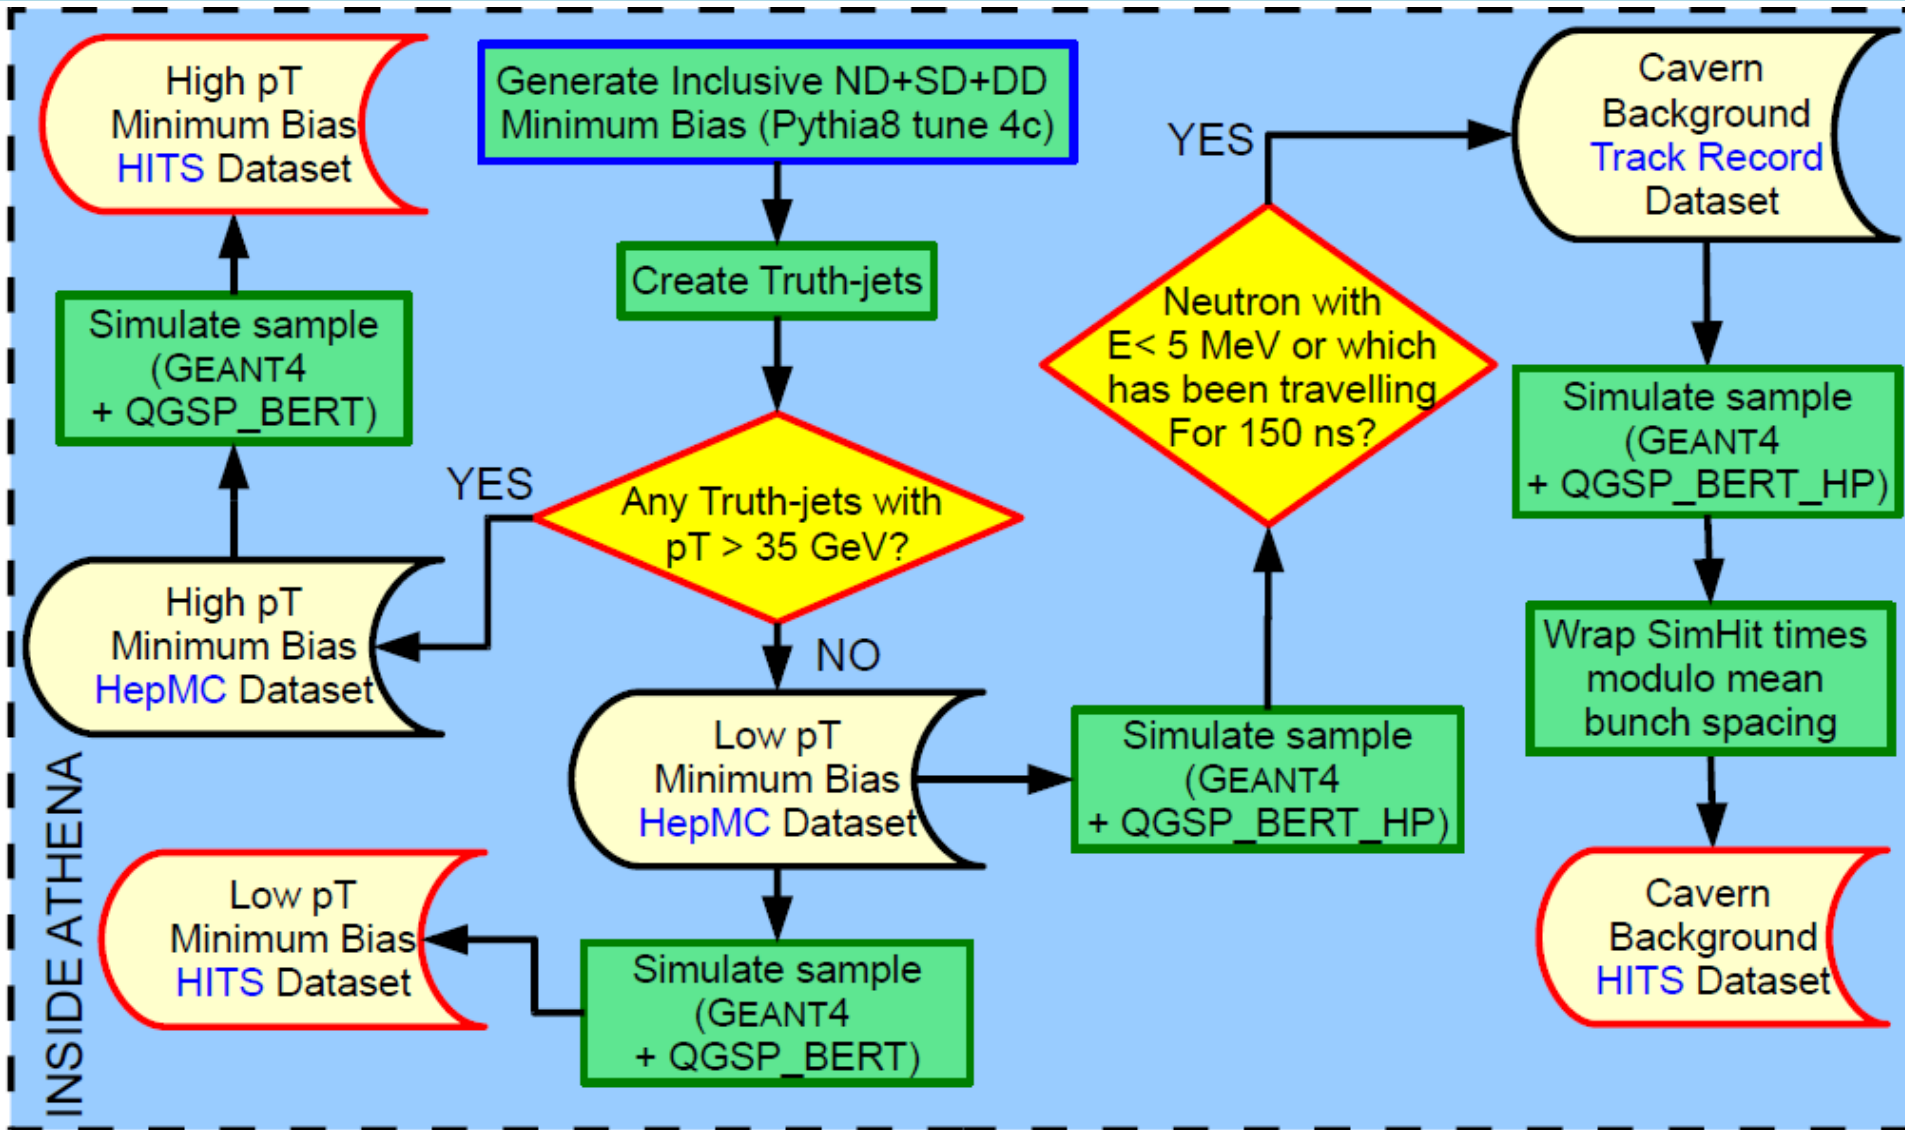 High pT
Minimum Bias
HITS Dataset
Simulate sample
(GEANT4
+ QGSP_BERT)
High pT
Minimum Bias
HepMC Dataset
Generate Inclusive ND+SD+DD
Minimum Bias (Pythia8 tune 4c)
Create Truth-jets
Any Truth-jets with
pT > 35 GeV?
YES
NO
Low pT
Minimum Bias
HepMC Dataset
Simulate sample
(GEANT4
+ QGSP_BERT)
Low pT
Minimum Bias
HITS Dataset
Simulate sample
(GEANT4
+ QGSP_BERT_HP)
Neutron with
E< 5 MeV or which
has been travelling
For 150 ns?
YES
Cavern
Background
Track Record
Dataset
Simulate sample
(GEANT4
+ QGSP_BERT_HP)
Wrap SimHit times
modulo mean
bunch spacing
Cavern
Background
HITS Dataset
INSIDE ATHENA